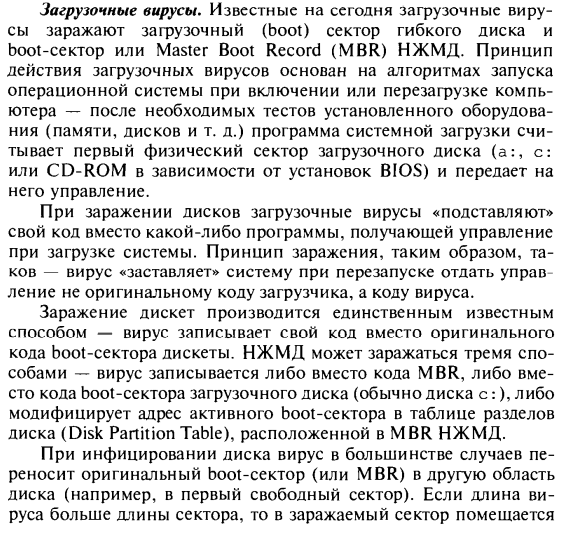 Загрузочные вирусы. Известные на сегодня загрузочные виру-
сы заражают загрузочный (boot) сектор гибкого диска и
boot-сектор или Master Boot Record (MBR) НЖМД. Принцип
действия загрузочных вирусов основан на алгоритмах запуска
операционной системы при включении или перезагрузке компь-
ютера — после необходимых тестов установленного оборудова-
ния (памяти, дисков и т. д.) программа системной загрузки счи-
тывает первый физический сектор загрузочного диска (a:, c:
или CD-ROM в зависимости от установок BIOS) и передает на
него управление.
При заражении дисков загрузочные вирусы «подставляют»
свой код вместо какой-либо программы, получающей управление
при загрузке системы. Принцип заражения, таким образом, та-
ков — вирус «заставляет» систему при перезапуске отдать управ-
ление не оригинальному коду загрузчика, а коду вируса.
Заражение дискет производится единственным известным
способом — вирус записывает свой код вместо оригинального
кода boot-сектора дискеты. НЖМД может заражаться тремя спо-
собами — вирус записывается либо вместо кода MBR, либо вме-
сто кода boot-сектора загрузочного диска (обычно диска c:), либо
модифицирует адрес активного boot-сектора в таблице разделов
диска (Disk Partition Table), расположенной в MBR НЖМД.
При инфицировании диска вирус в большинстве случаев пе-
реносит оригинальный boot-сектор (или MBR) в другую область
диска (например, в первый свободный сектор). Если длина ви-
руса больше длины сектора, то в заражаемый сектор помещается